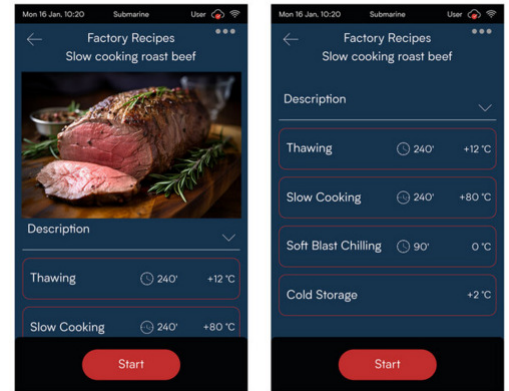 Mon 16 Jan, 10:20 Submarine User
Factory Recipes
Slow cooking roast beef
Description
Thawing 240' +12 °C
Slow Cooking 240' +80 °C
Start
Mon 16 Jan, 10:20 Submarine User
Factory Recipes
Slow cooking roast beef
Description
Thawing 240' +12 °C
Slow Cooking 240' +80 °C
Soft Blast Chilling 90' 0 °C
Cold Storage +2 °C
Start